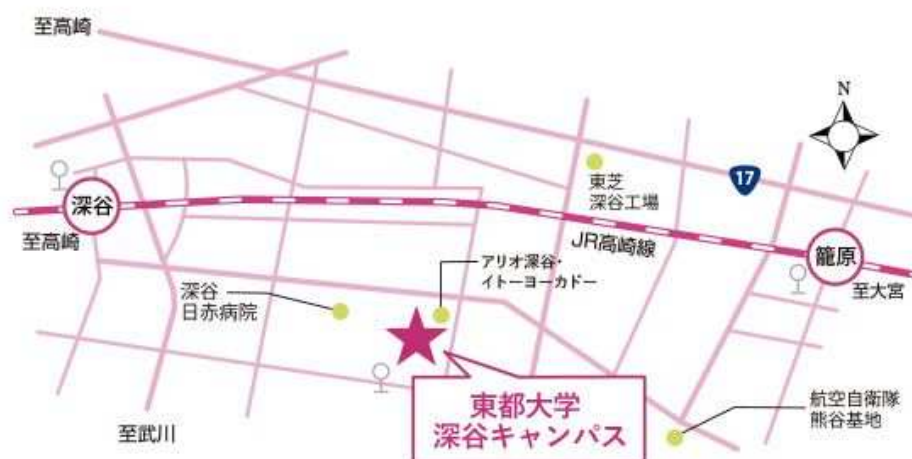 至高崎
N
17
東芝
深谷工場
深谷
至高崎
JR高崎線
籠原
至大宮
アリオ深谷・
イトーヨーカドー
深谷
日赤病院
東都大学
深谷キャンパス
航空自衛隊
熊谷基地
至武川